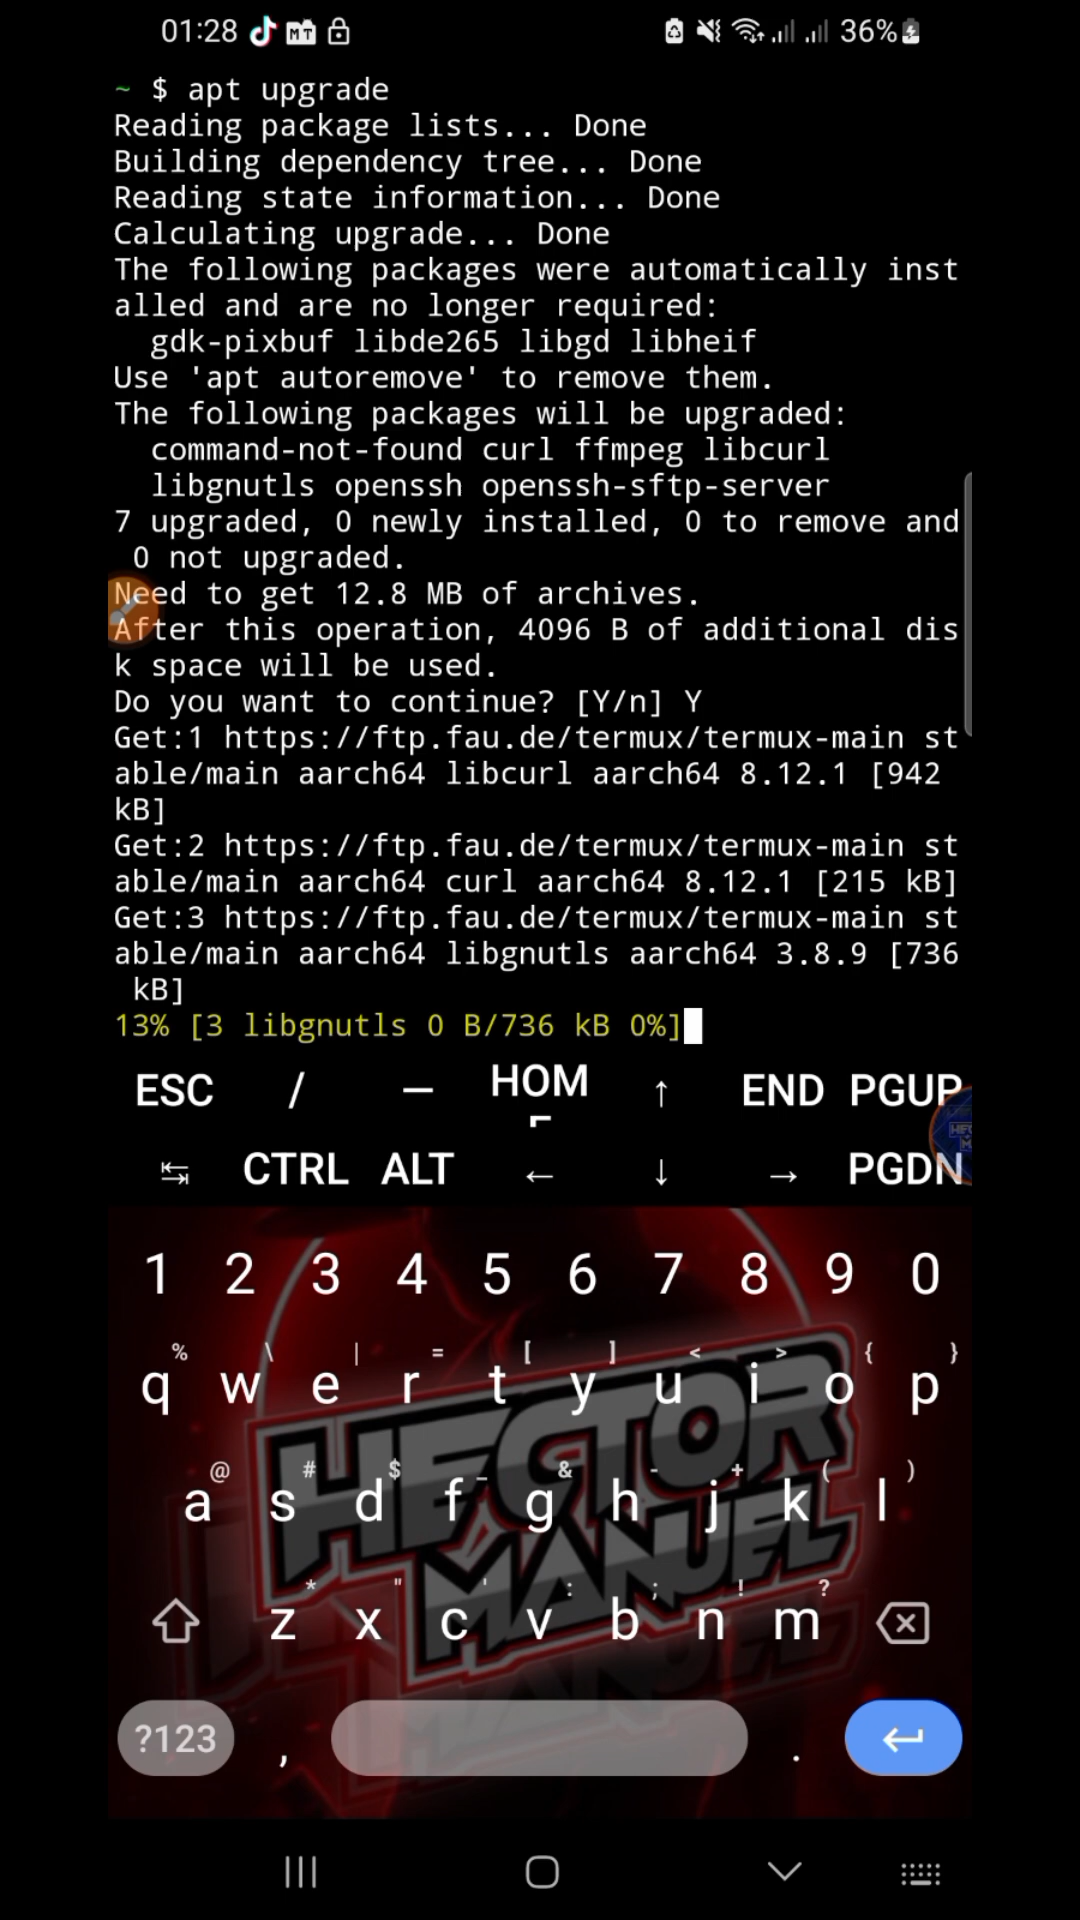 01:28 MT 36%
~ $ apt upgrade
Reading package lists... Done
Building dependency tree... Done
Reading state information... Done
Calculating upgrade... Done
The following packages were automatically inst
alled and are no longer required:
  gdk-pixbuf libde265 libgd libheif
Use 'apt autoremove' to remove them.
The following packages will be upgraded:
  command-not-found curl ffmpeg libcurl
  libgnutls openssh openssh-sftp-server
7 upgraded, 0 newly installed, 0 to remove and
 0 not upgraded.
Need to get 12.8 MB of archives.
After this operation, 4096 B of additional dis
k space will be used.
Do you want to continue? [Y/n] Y
Get:1 https://ftp.fau.de/termux/termux-main st
able/main aarch64 libcurl aarch64 8.12.1 [942
kB]
Get:2 https://ftp.fau.de/termux/termux-main st
able/main aarch64 curl aarch64 8.12.1 [215 kB]
Get:3 https://ftp.fau.de/termux/termux-main st
able/main aarch64 libgnutls aarch64 3.8.9 [736
 kB]
13% [3 libgnutls 0 B/736 kB 0%]
ESC / — HOM ↑ END PGUP
↹ CTRL ALT ← ↓ → PGDN
1 2 3 4 5 6 7 8 9 0
% \ | = [ ] < > { }
q w e r t y u i o p
@ # $ _ & - + ( )
a s d f g h j k l
* " ' : ; ! ?
z x c v b n m
HECTOR
MANUEL
?123 , .